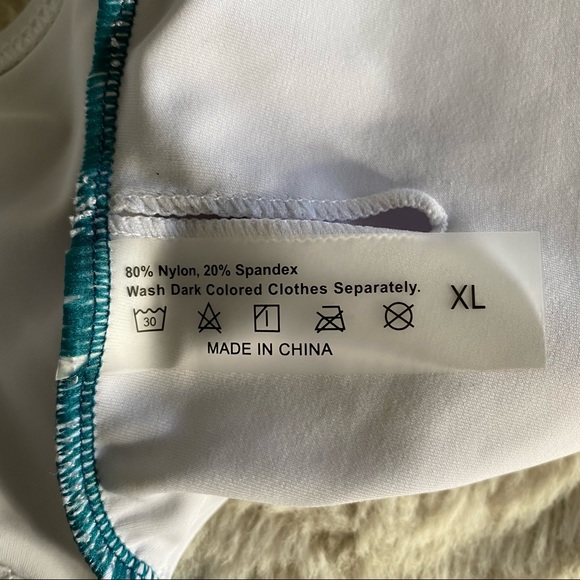 80% Nylon, 20% Spandex
Wash Dark Colored Clothes Separately.
XL
30
MADE IN CHINA